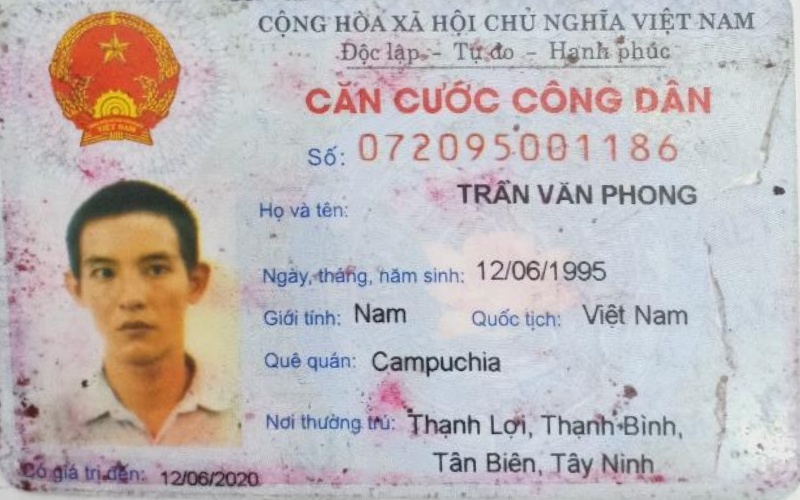 CỘNG HÒA XÃ HỘI CHỦ NGHĨA VIỆT NAM
Độc lập - Tự do - Hạnh phúc
CĂN CƯỚC CÔNG DÂN
Số: 072095001186
Họ và tên: TRẦN VĂN PHONG
Ngày, tháng, năm sinh: 12/06/1995
Giới tính: Nam Quốc tịch: Việt Nam
Quê quán: Campuchia
Nơi thường trú: Thạnh Lợi, Thạnh Bình,
Tân Biên, Tây Ninh
Có giá trị đến: 12/06/2020
VIỆT NAM